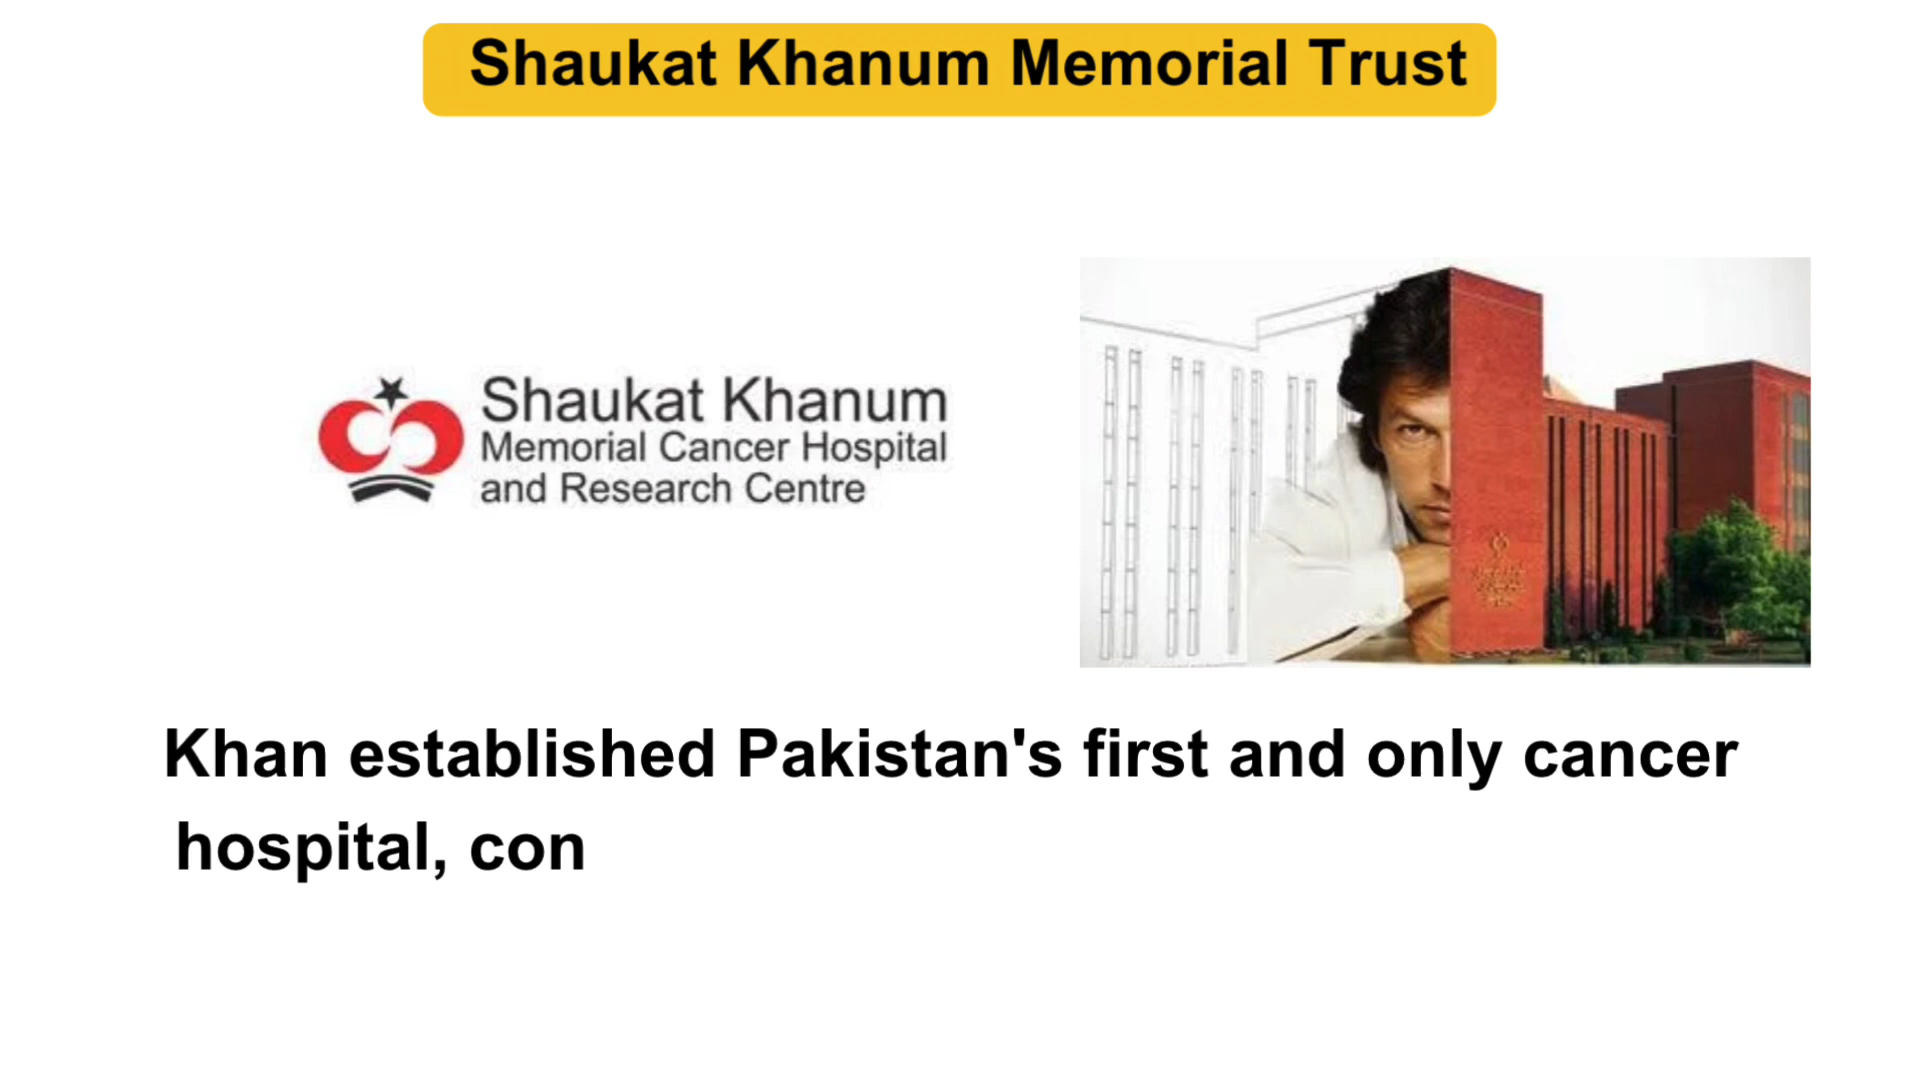 Shaukat Khanum Memorial Trust
Shaukat Khanum
Memorial Cancer Hospital
and Research Centre
Khan established Pakistan's first and only cancer
hospital, con